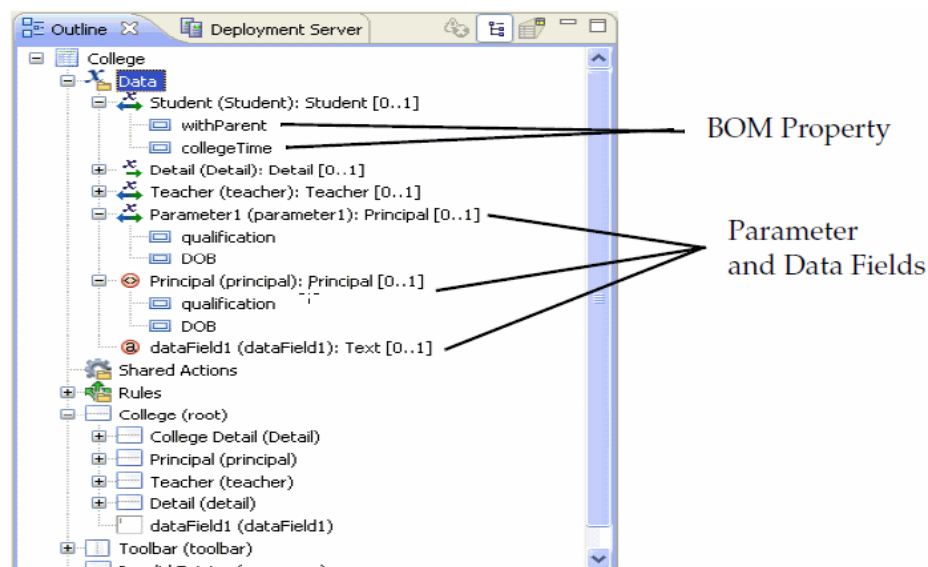 Outline
Deployment Server
College
Data
Student (Student): Student [0..1]
withParent
collegeTime
BOM Property
Detail (Detail): Detail [0..1]
Teacher (teacher): Teacher [0..1]
Parameter1 (parameter1): Principal [0..1]
qualification
DOB
Parameter
and Data Fields
Principal (principal): Principal [0..1]
qualification
DOB
dataField1 (dataField1): Text [0..1]
Shared Actions
Rules
College (root)
College Detail (Detail)
Principal (principal)
Teacher (teacher)
Detail (detail)
dataField1 (dataField1)
Toolbar (toolbar)